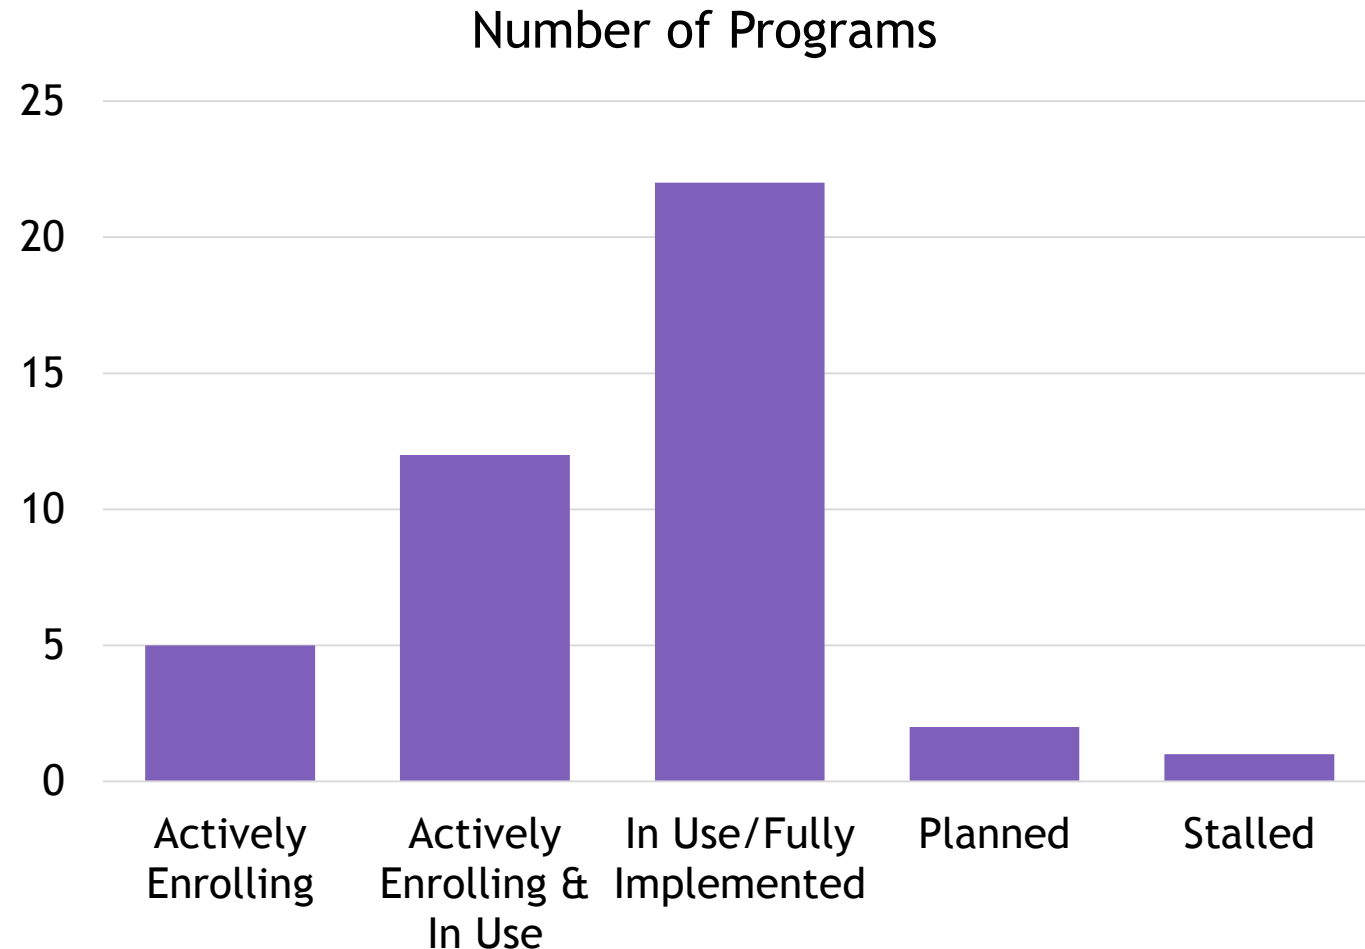 Number of Programs
25
20
15
10
5
0
Actively
Enrolling
Actively
Enrolling &
In Use
In Use/Fully
Implemented
Planned
Stalled